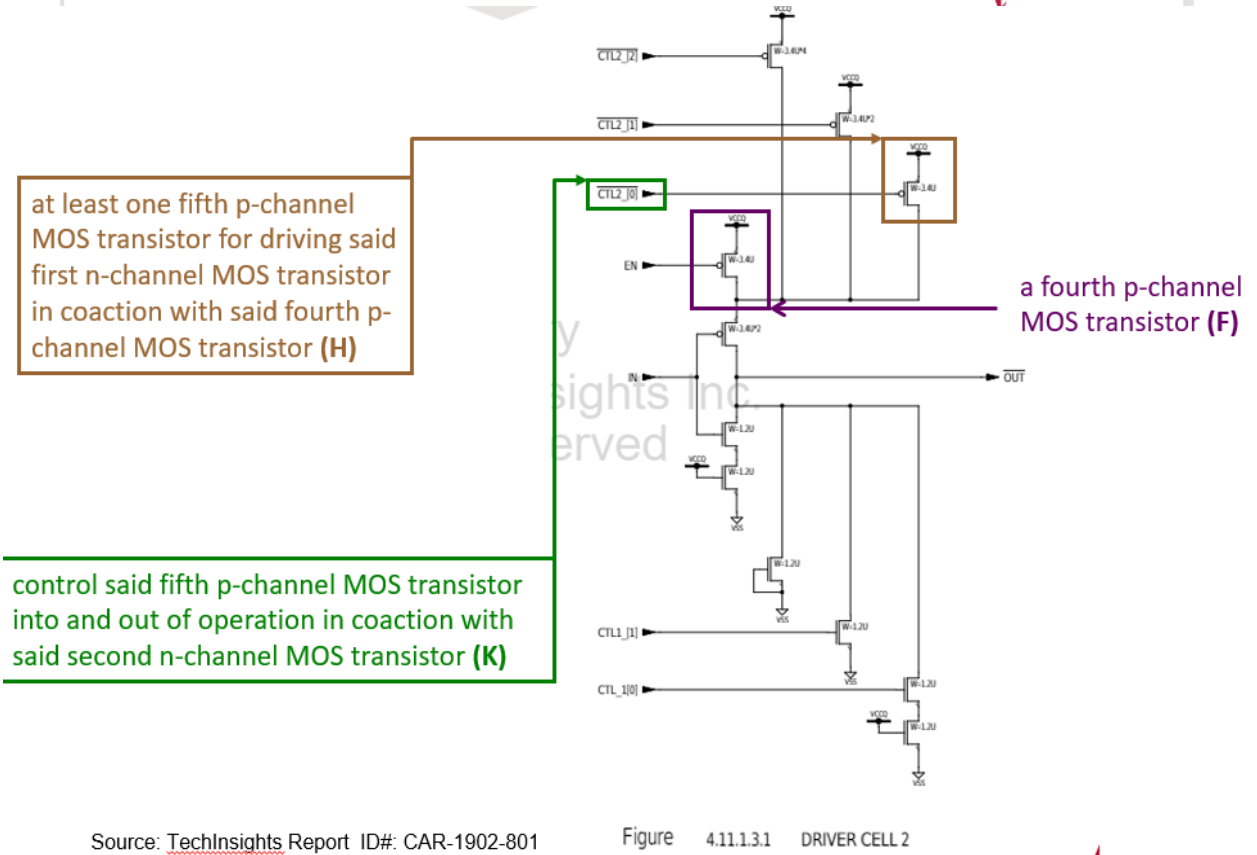 VCCQ
CTL2_[2]
W=3.4U*4
VCCQ
CTL2_[1]
W=3.4U*2
VCCQ
at least one fifth p-channel
MOS transistor for driving said
first n-channel MOS transistor
in coaction with said fourth p-
channel MOS transistor (H)
CTL2_[0]
W=3.4U
VCCQ
EN
W=3.4U
a fourth p-channel
MOS transistor (F)
W=3.4U*2
y
IN
OUT
sights Inc.
erved
W=1.2U
VCCQ
W=1.2U
VSS
control said fifth p-channel MOS transistor
into and out of operation in coaction with
said second n-channel MOS transistor (K)
W=1.2U
VSS
CTL1_[1]
W=1.2U
VSS
CTL_1[0]
W=1.2U
VCCQ
W=1.2U
VSS
Source: TechInsights Report ID#: CAR-1902-801
Figure 4.11.1.3.1 DRIVER CELL 2